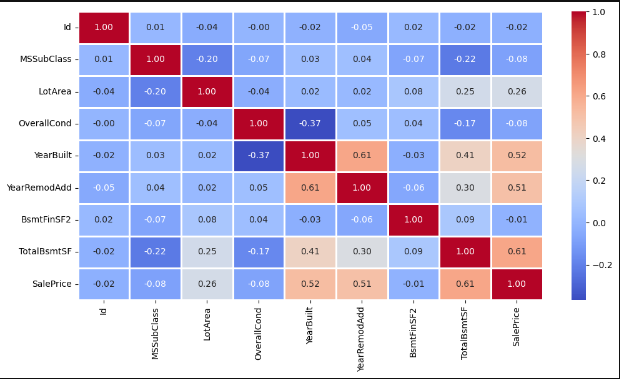 Id 1.00 0.01 -0.04 -0.00 -0.02 -0.05 0.02 -0.02 -0.02
MSSubClass 0.01 1.00 -0.20 -0.07 0.03 0.04 -0.07 -0.22 -0.08
LotArea -0.04 -0.20 1.00 -0.04 0.02 0.02 0.08 0.25 0.26
OverallCond -0.00 -0.07 -0.04 1.00 -0.37 0.05 0.04 -0.17 -0.08
YearBuilt -0.02 0.03 0.02 -0.37 1.00 0.61 -0.03 0.41 0.52
YearRemodAdd -0.05 0.04 0.02 0.05 0.61 1.00 -0.06 0.30 0.51
BsmtFinSF2 0.02 -0.07 0.08 0.04 -0.03 -0.06 1.00 0.09 -0.01
TotalBsmtSF -0.02 -0.22 0.25 -0.17 0.41 0.30 0.09 1.00 0.61
SalePrice -0.02 -0.08 0.26 -0.08 0.52 0.51 -0.01 0.61 1.00
Id
MSSubClass
LotArea
OverallCond
YearBuilt
YearRemodAdd
BsmtFinSF2
TotalBsmtSF
SalePrice
1.0
0.8
0.6
0.4
0.2
0.0
−0.2